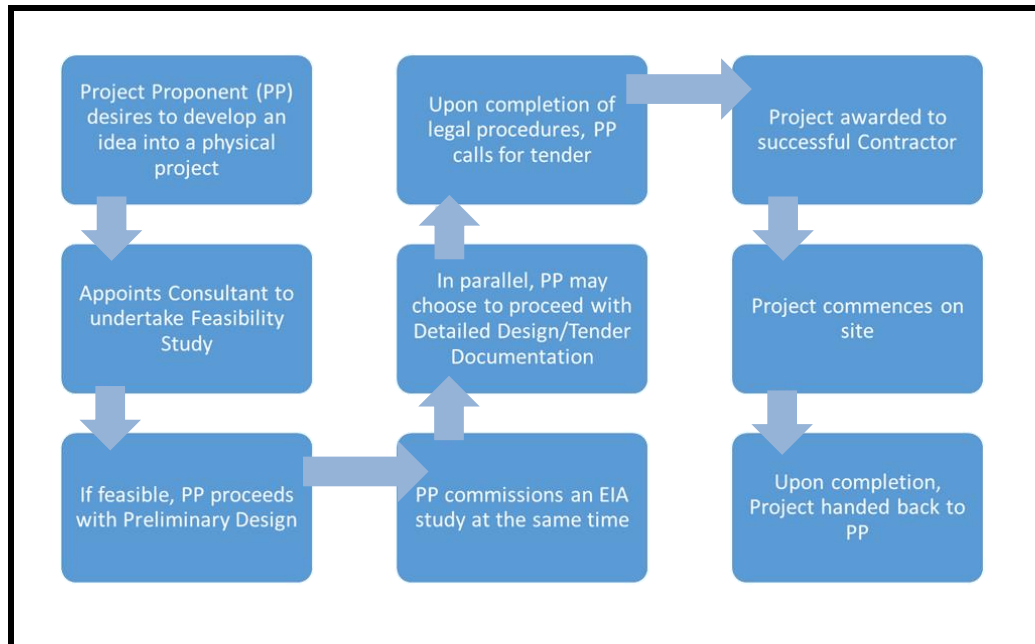 Project Proponent (PP)
desires to develop an
idea into a physical
project
Appoints Consultant to
undertake Feasibility
Study
If feasible, PP proceeds
with Preliminary Design
PP commissions an EIA
study at the same time
In parallel, PP may
choose to proceed with
Detailed Design/Tender
Documentation
Upon completion of
legal procedures, PP
calls for tender
Project awarded to
successful Contractor
Project commences on
site
Upon completion,
Project handed back to
PP